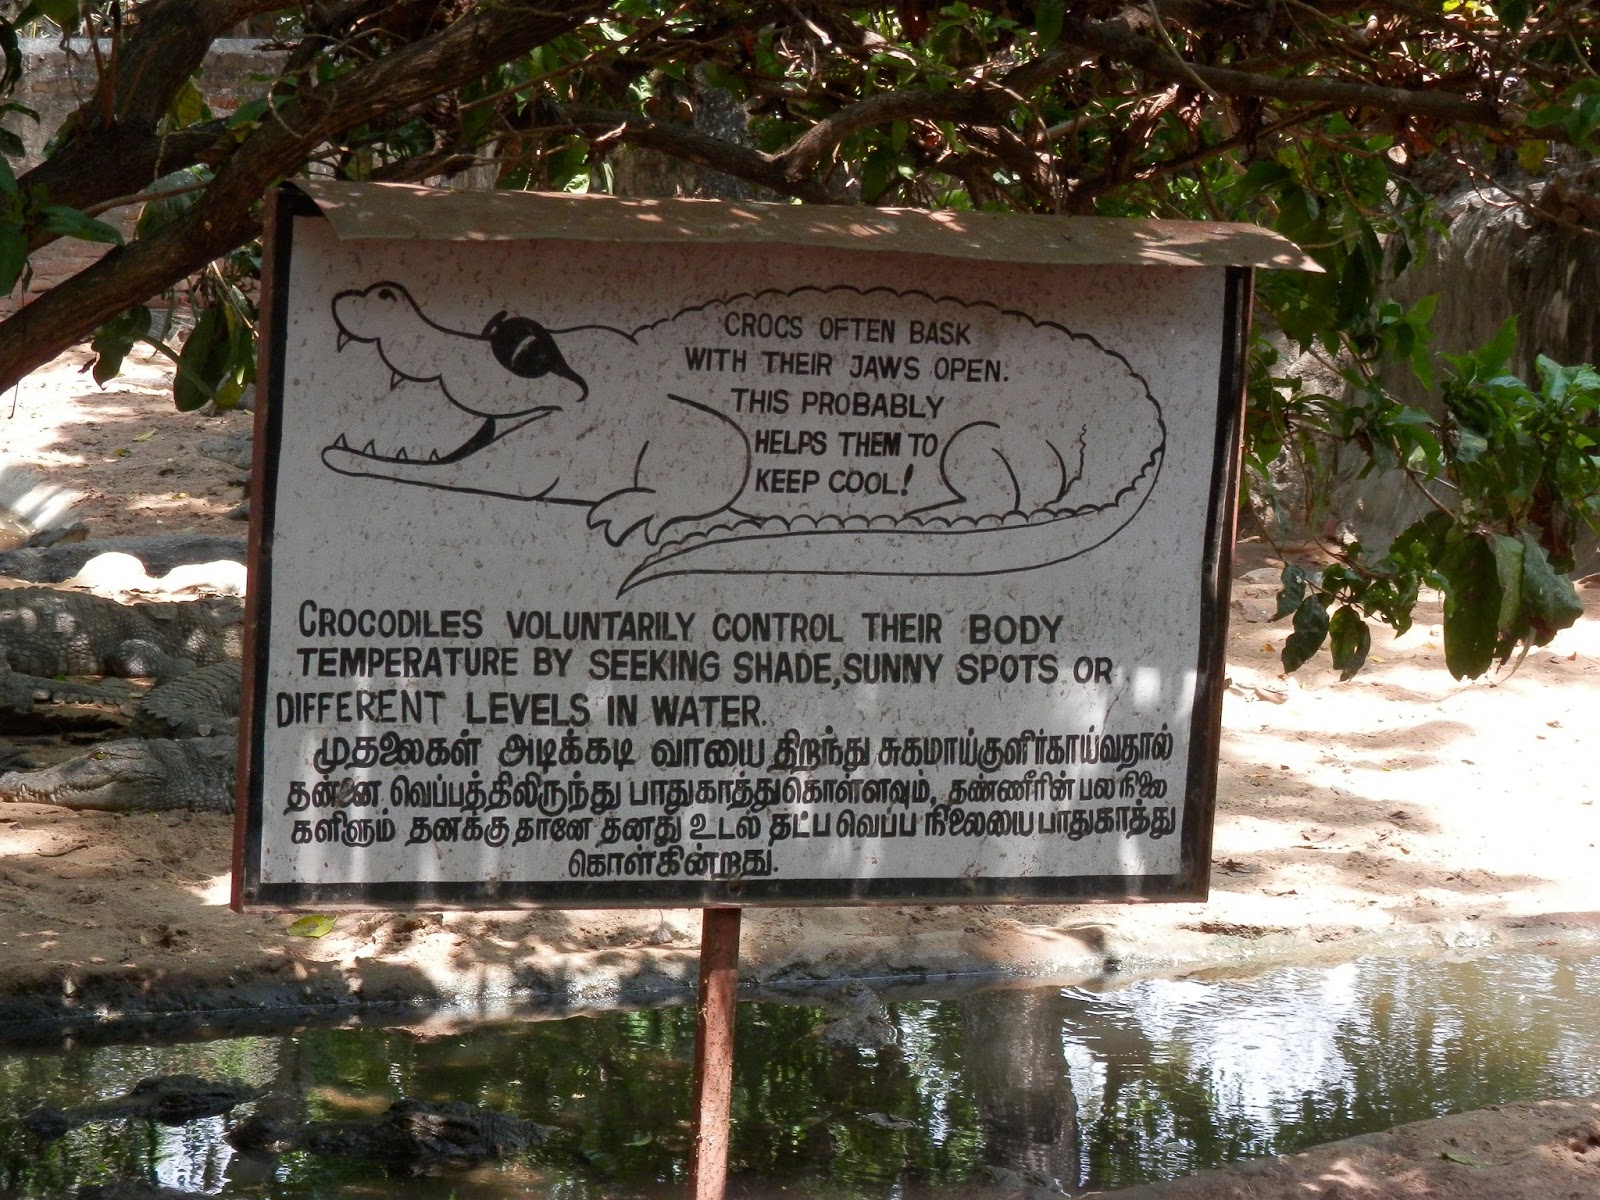 CROCS OFTEN BASK
WITH THEIR JAWS OPEN.
THIS PROBABLY
HELPS THEM TO
KEEP COOL!
CROCODILES VOLUNTARILY CONTROL THEIR BODY
TEMPERATURE BY SEEKING SHADE, SUNNY SPOTS OR
DIFFERENT LEVELS IN WATER.
முதலைகள் அடிக்கடி வாயை திறந்து சுகமாய்குளிர்காய்வதால்
தன்னை வெப்பத்திலிருந்து பாதுகாத்துகொள்ளவும், தண்ணீரின் பல நிலை
களிளும் தனக்கு தானே தனது உடல் தட்ப வெப்ப நிலையை பாதுகாத்து
கொள்கின்றது.